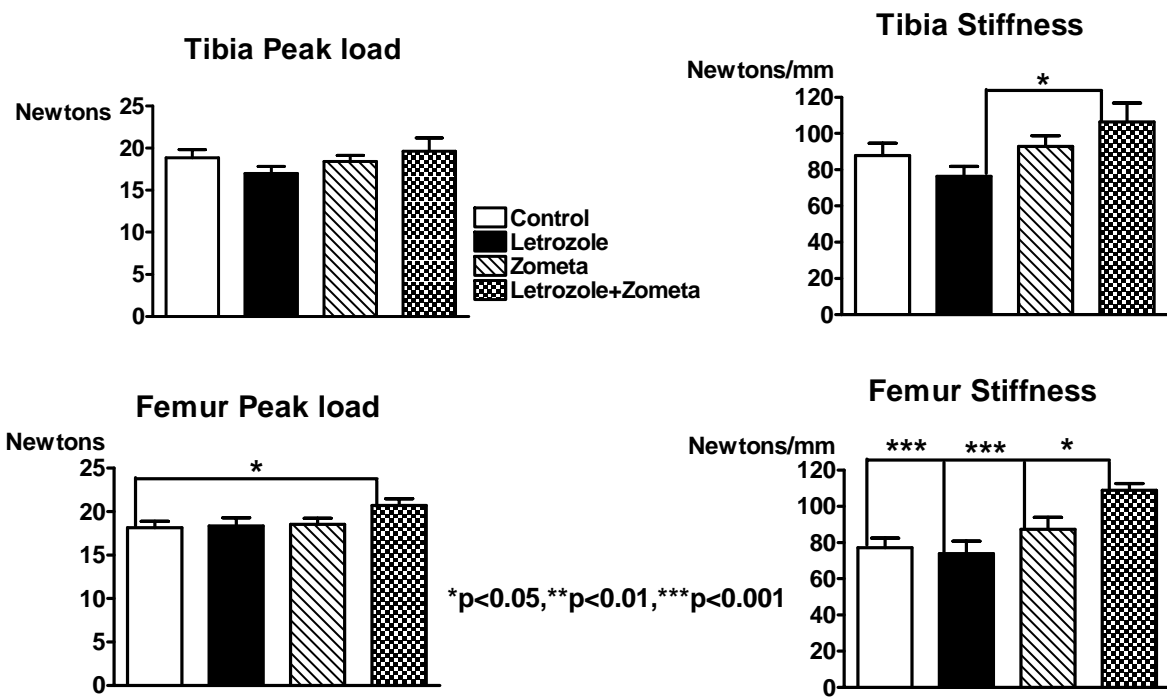 Tibia Peak load
Newtons
25
20
15
10
5
0
Control
Letrozole
Zometa
Letrozole+Zometa
Tibia Stiffness
Newtons/mm
120
100
80
60
40
20
0
*
Femur Peak load
Newtons
25
20
15
10
5
0
*
*p<0.05,**p<0.01,***p<0.001
Femur Stiffness
Newtons/mm
120
100
80
60
40
20
0
*** *** *